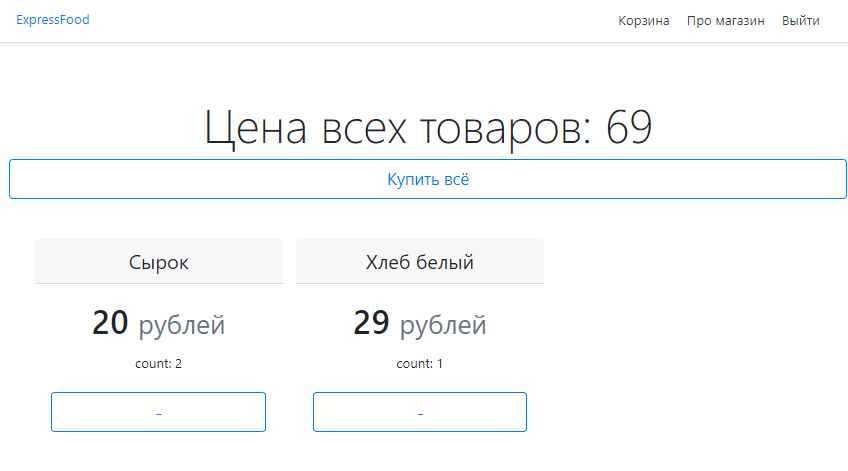 ExpressFood Корзина Про магазин Выйти
Цена всех товаров: 69
Купить всё
Сырок Хлеб белый
20 рублей 29 рублей
count: 2 count: 1
- -